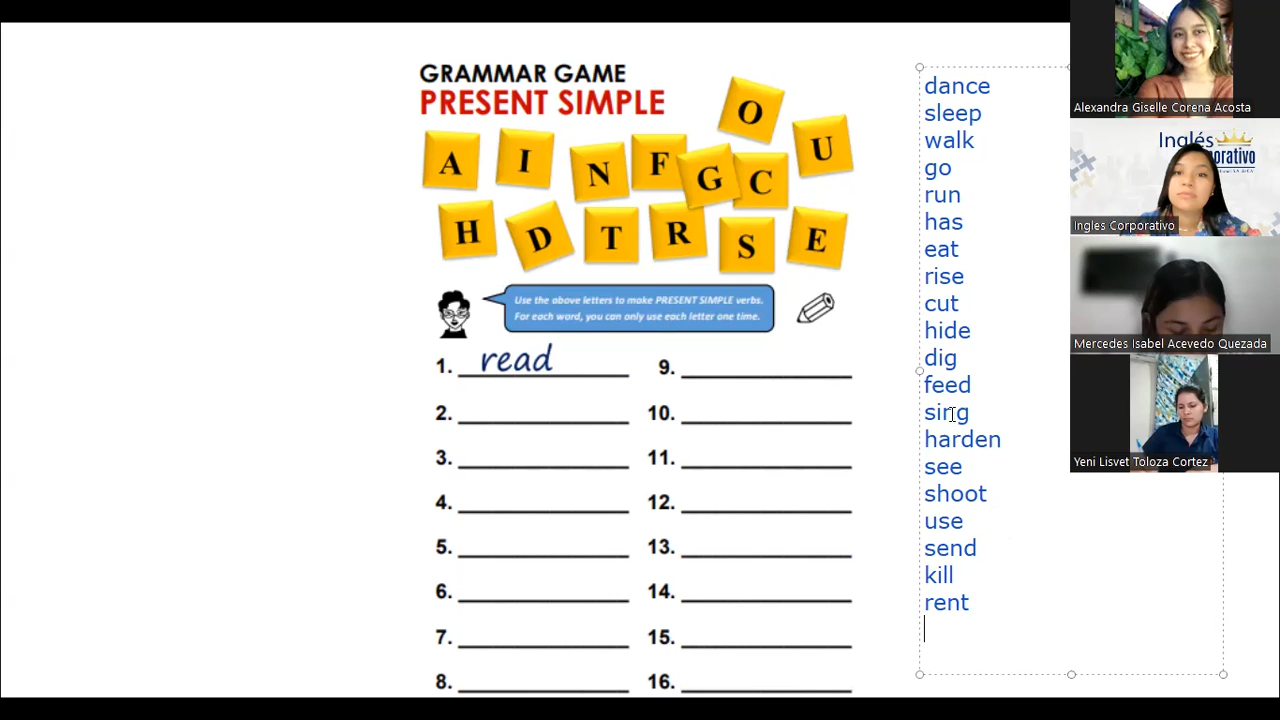 GRAMMAR GAME
PRESENT SIMPLE
O
A I N F G C U
H D T R S E
Use the above letters to make PRESENT SIMPLE verbs.
For each word, you can only use each letter one time.
1. read
2.
3.
4.
5.
6.
7.
8.
9.
10.
11.
12.
13.
14.
15.
16.
dance
sleep
walk
go
run
has
eat
rise
cut
hide
dig
feed
sing
harden
see
shoot
use
send
kill
rent
Alexandra Giselle Corena Acosta
Inglés
Ingles Corporativo
Mercedes Isabel Acevedo Quezada
Yeni Lisvet Toloza Cortez